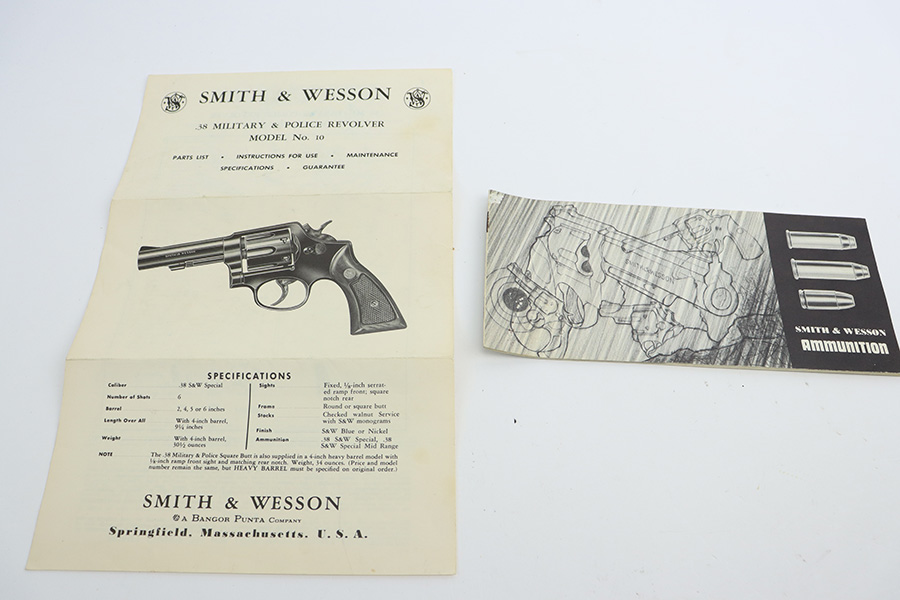 SMITH & WESSON
.38 MILITARY & POLICE REVOLVER
MODEL No. 10
PARTS LIST • INSTRUCTIONS FOR USE • MAINTENANCE
SPECIFICATIONS • GUARANTEE
SPECIFICATIONS
Caliber .38 S&W Special
Number of Shots 6
Barrel 2, 4, 5 or 6 inches
Length Over All With 4-inch barrel,
9¼ inches
Weight With 4-inch barrel,
30½ ounces
Sights Fixed, ⅛-inch serrat-
ed ramp front; square
notch rear
Frame Round or square butt
Stocks Checked walnut Service
with S&W monograms
Finish S&W Blue or Nickel
Ammunition .38 S&W Special, .38
S&W Special Mid Range
NOTE The .38 Military & Police Square Butt is also supplied in a 4-inch heavy barrel model with
⅛-inch ramp front sight and matching rear notch. Weight, 34 ounces. (Price and model
number remain the same, but HEAVY BARREL must be specified on original order.)
SMITH & WESSON
A BANGOR PUNTA COMPANY
Springfield, Massachusetts, U. S. A.
SMITH & WESSON
AMMUNITION